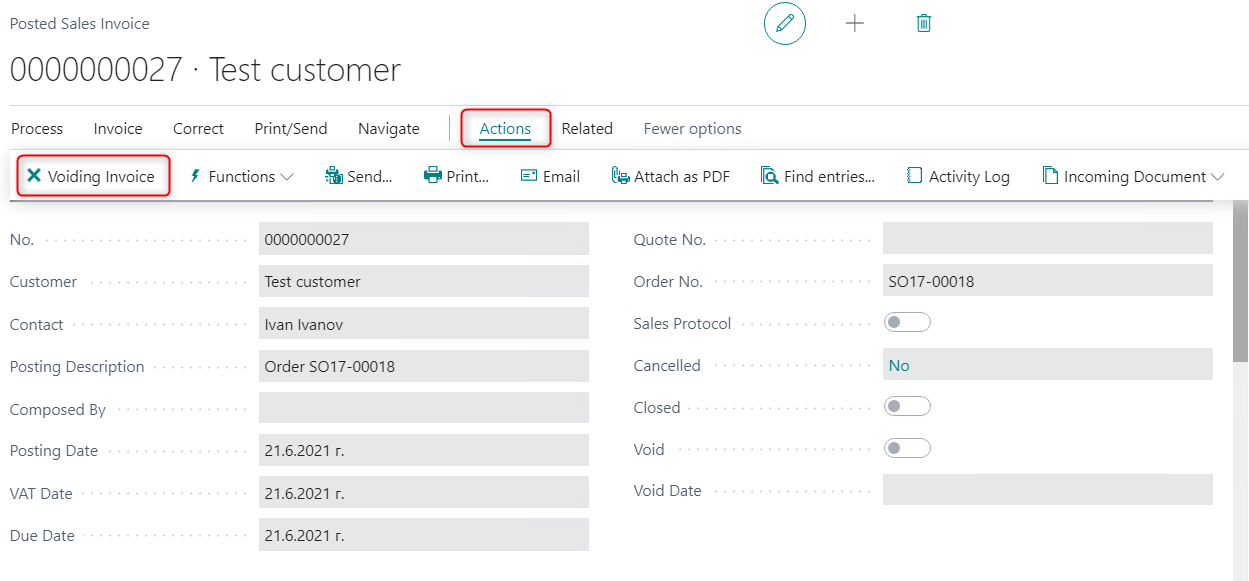 Posted Sales Invoice
0000000027 · Test customer
Process Invoice Correct Print/Send Navigate Actions Related Fewer options
Voiding Invoice Functions Send... Print... Email Attach as PDF Find entries... Activity Log Incoming Document
No. 0000000027 Quote No.
Customer Test customer Order No. SO17-00018
Contact Ivan Ivanov Sales Protocol
Posting Description Order SO17-00018 Cancelled No
Composed By Closed
Posting Date 21.6.2021 г. Void
VAT Date 21.6.2021 г. Void Date
Due Date 21.6.2021 г.